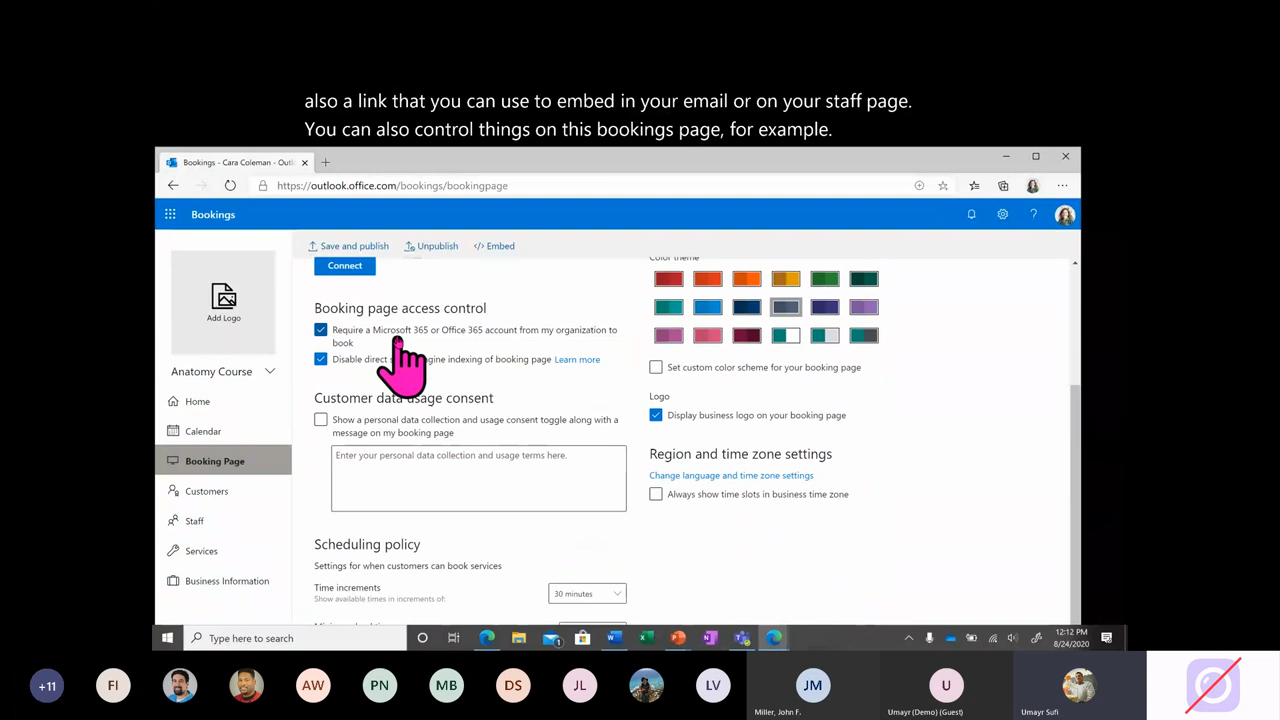 also a link that you can use to embed in your email or on your staff page.
You can also control things on this bookings page, for example.
Bookings - Cara Coleman - Outl
https://outlook.office.com/bookings/bookingpage
Bookings
Save and publish
Unpublish
</> Embed
Connect
Color theme
Add Logo
Booking page access control
Require a Microsoft 365 or Office 365 account from my organization to
book
Disable direct engine indexing of booking page Learn more
Set custom color scheme for your booking page
Anatomy Course
Customer data usage consent
Logo
Home
Show a personal data collection and usage consent toggle along with a
message on my booking page
Display business logo on your booking page
Calendar
Enter your personal data collection and usage terms here.
Region and time zone settings
Booking Page
Change language and time zone settings
Customers
Always show time slots in business time zone
Staff
Scheduling policy
Services
Settings for when customers can book services
Business Information
Time increments
Show available times in increments of:
30 minutes
Type here to search
1
12:12 PM
8/24/2020
+11
FI
AW
PN
MB
DS
JL
LV
JM
Miller, John F.
U
Umayr (Demo) (Guest)
Umayr Sufi